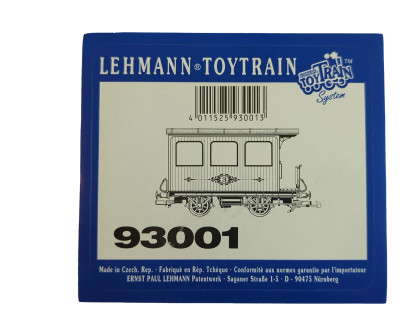 LEHMANN® TOYTRAIN
TOYTRAIN™
System
4 011525 930013
93001
Made in Czech. Rep. - Fabriqué en Rép. Tchèque - Conformité aux normes garantie par l'importateur
ERNST PAUL LEHMANN Patentwerk - Saganer Straße 1-5 - D - 90475 Nürnberg